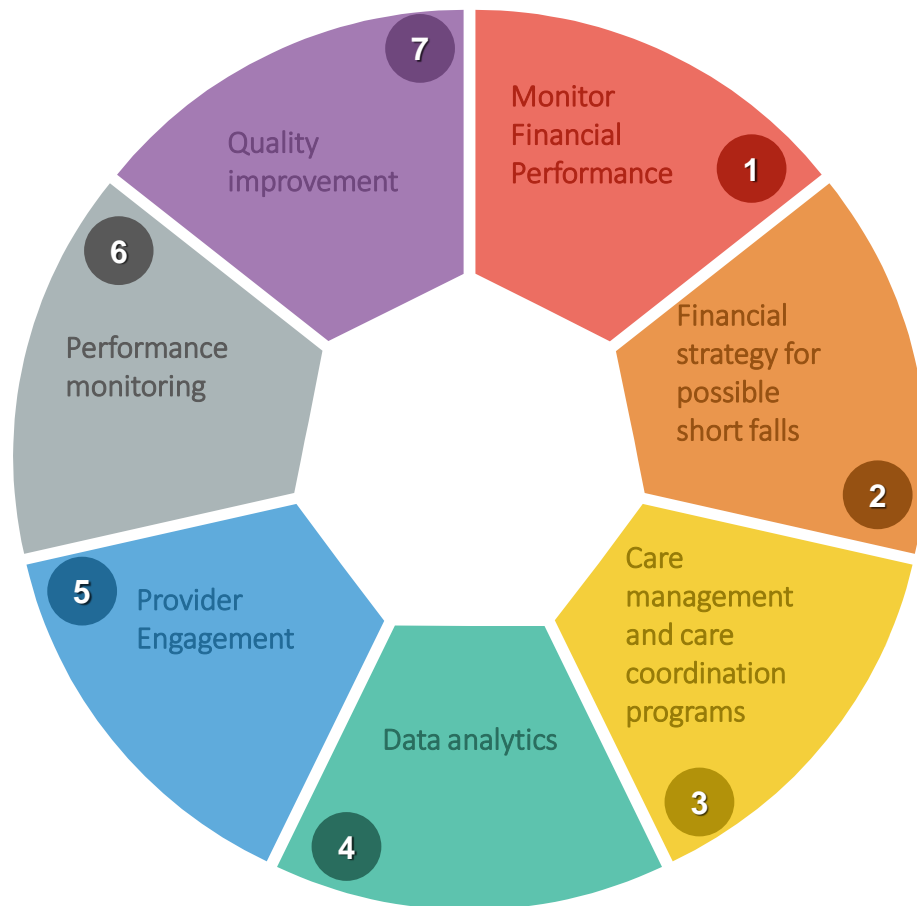 Monitor
Financial
Performance
1
Financial
strategy for
possible
short falls
2
Care
management
and care
coordination
programs
3
Data analytics
4
Provider
Engagement
5
Performance
monitoring
6
Quality
improvement
7